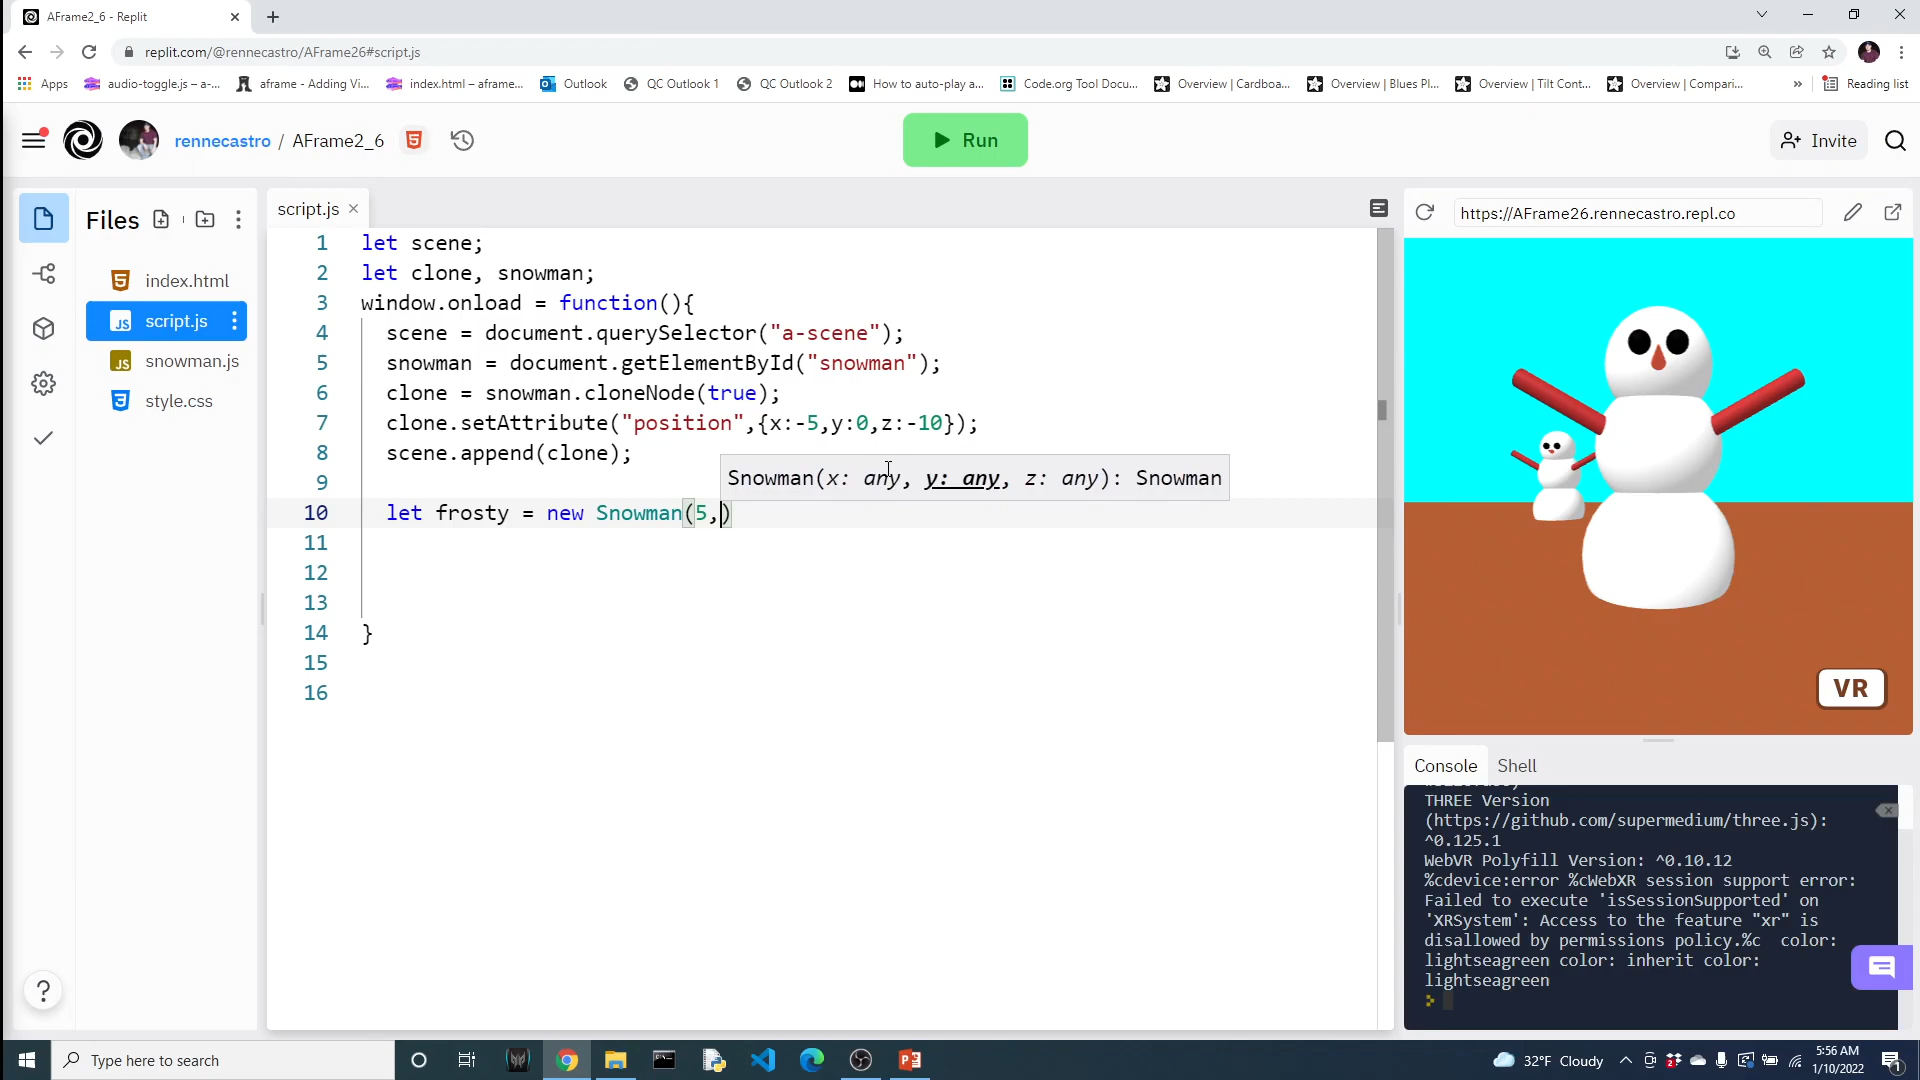 AFrame2_6 - Replit
replit.com/@rennecastro/AFrame26#script.js
Apps
audio-toggle.js – a-...
aframe - Adding Vi...
index.html – aframe...
Outlook
QC Outlook 1
QC Outlook 2
How to auto-play a...
Code.org Tool Docu...
Overview | Cardboa...
Overview | Blues Pl...
Overview | Tilt Cont...
Overview | Compari...
»
Reading list
rennecastro / AFrame2_6
Run
Invite
Files
index.html
script.js
snowman.js
style.css
script.js
1 let scene;
2 let clone, snowman;
3 window.onload = function(){
4 scene = document.querySelector("a-scene");
5 snowman = document.getElementById("snowman");
6 clone = snowman.cloneNode(true);
7 clone.setAttribute("position",{x:-5,y:0,z:-10});
8 scene.append(clone);
9
Snowman(x: any, y: any, z: any): Snowman
10 let frosty = new Snowman(5,)
11
12
13
14 }
15
16
https://AFrame26.rennecastro.repl.co
VR
Console
Shell
THREE Version
(https://github.com/supermedium/three.js):
^0.125.1
WebVR Polyfill Version: ^0.10.12
%cdevice:error %cWebXR session support error:
Failed to execute 'isSessionSupported' on
'XRSystem': Access to the feature "xr" is
disallowed by permissions policy.%c color:
lightseagreen color: inherit color:
lightseagreen
?
Type here to search
32°F Cloudy
5:56 AM
1/10/2022